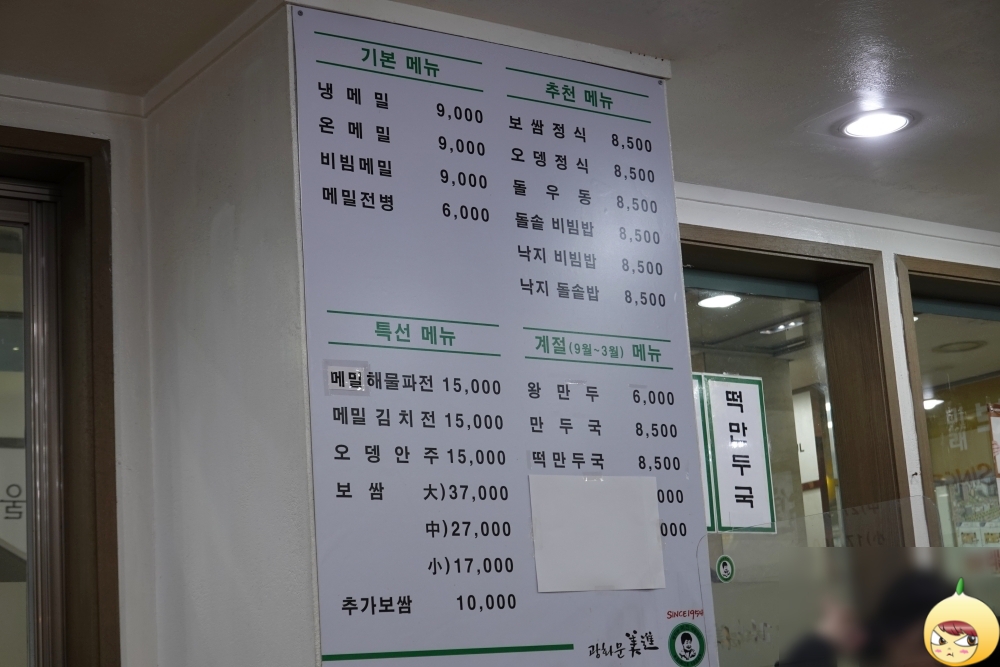 기본 메뉴
냉 메 밀 9,000
온 메 밀 9,000
비빔메밀 9,000
메밀전병 6,000
추천 메뉴
보 쌈 정 식 8,500
오 뎅 정 식 8,500
돌 우 동 8,500
돌솥 비빔밥 8,500
낙지 비빔밥 8,500
낙지 돌솥밥 8,500
특선 메뉴
메밀해물파전 15,000
메밀 김 치 전 15,000
오 뎅 안 주 15,000
보 쌈 大)37,000
中)27,000
小)17,000
추가보쌈 10,000
계절(9월~3월) 메뉴
왕 만 두 6,000
만 두 국 8,500
떡만두국 8,500
000
000
SINCE1954
광화문 美進
떡만두국